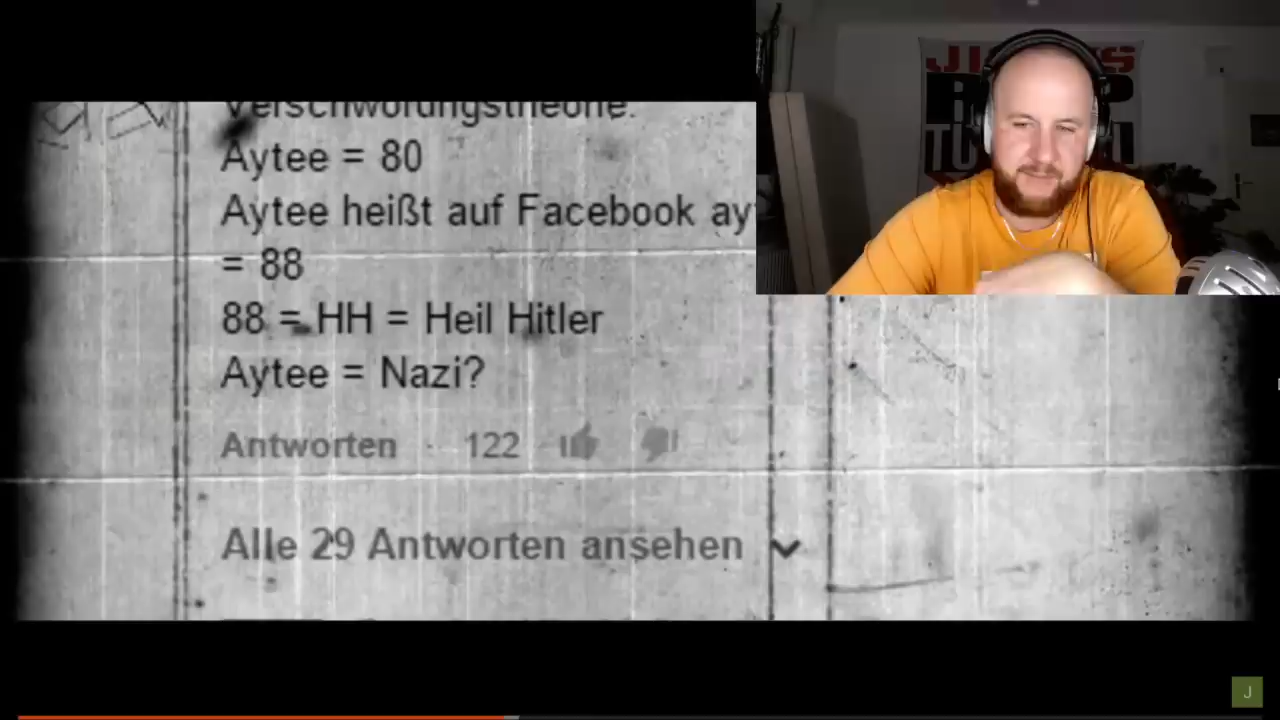 Verschwörungstheorie.
Aytee = 80
Aytee heißt auf Facebook
= 88
88 = HH = Heil Hitler
Aytee = Nazi?
Antworten · 122
Alle 29 Antworten ansehen
J